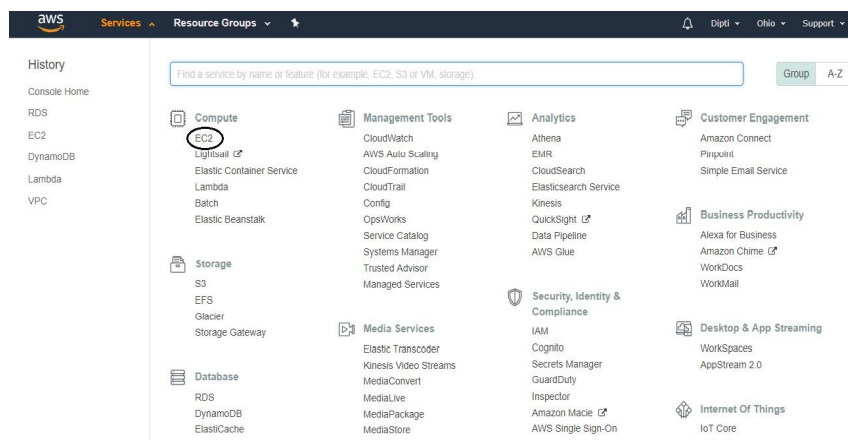 aws
Services
Resource Groups
Dipti
Ohio
Support
History
Console Home
RDS
EC2
DynamoDB
Lambda
VPC
Find a service by name or feature (for example, EC2, S3 or VM, storage).
Group
A-Z
Compute
EC2
Lightsail
Elastic Container Service
Lambda
Batch
Elastic Beanstalk
Storage
S3
EFS
Glacier
Storage Gateway
Database
RDS
DynamoDB
ElastiCache
Management Tools
CloudWatch
AWS Auto Scaling
CloudFormation
CloudTrail
Config
OpsWorks
Service Catalog
Systems Manager
Trusted Advisor
Managed Services
Media Services
Elastic Transcoder
Kinesis Video Streams
MediaConvert
MediaLive
MediaPackage
MediaStore
Analytics
Athena
EMR
CloudSearch
Elasticsearch Service
Kinesis
QuickSight
Data Pipeline
AWS Glue
Security, Identity &
Compliance
IAM
Cognito
Secrets Manager
GuardDuty
Inspector
Amazon Macie
AWS Single Sign-On
Customer Engagement
Amazon Connect
Pinpoint
Simple Email Service
Business Productivity
Alexa for Business
Amazon Chime
WorkDocs
WorkMail
Desktop & App Streaming
WorkSpaces
AppStream 2.0
Internet Of Things
IoT Core